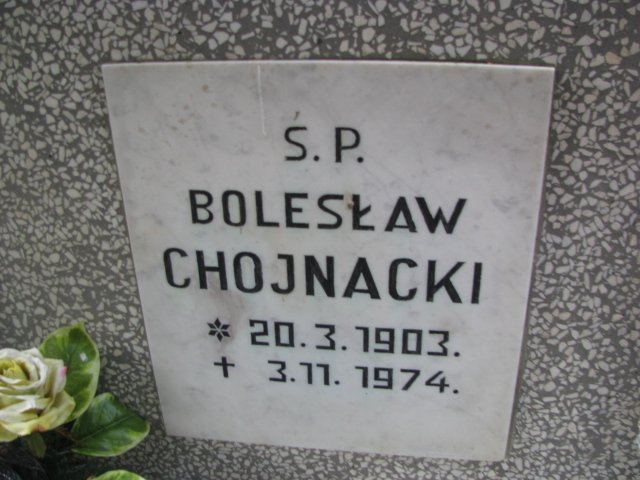 Ś.P.
BOLESŁAW
CHOJNACKI
* 20.3.1903.
✝ 3.11.1974.